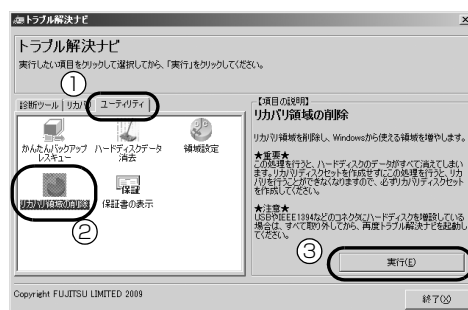 トラブル解決ナビ
トラブル解決ナビ
実行したい項目をクリックして選択してから、「実行」をクリックしてください。
①
診断ツール リカバリ ユーティリティ
かんたんバックアップ
レスキュー
ハードディスクデータ
消去
領域設定
リカバリ領域の削除
保証
保証書の表示
②
【項目の説明】
リカバリ領域の削除
リカバリ領域を削除し、Windowsから使える領域を増やします。
★重要★
この処理を行うと、ハードディスクのデータがすべて消えてしまい
ます。リカバリディスクセットを作成せずにこの処理を行うと、リカ
バリを行うことができなくなりますので、必ずリカバリディスクセット
を作成してください。
★注意★
USBやIEEE1394などのコネクタにハードディスクを増設している
場合は、すべて取り外してから、再度トラブル解決ナビを起動し
てください。
③
実行(E)
Copyright FUJITSU LIMITED 2009
終了(X)